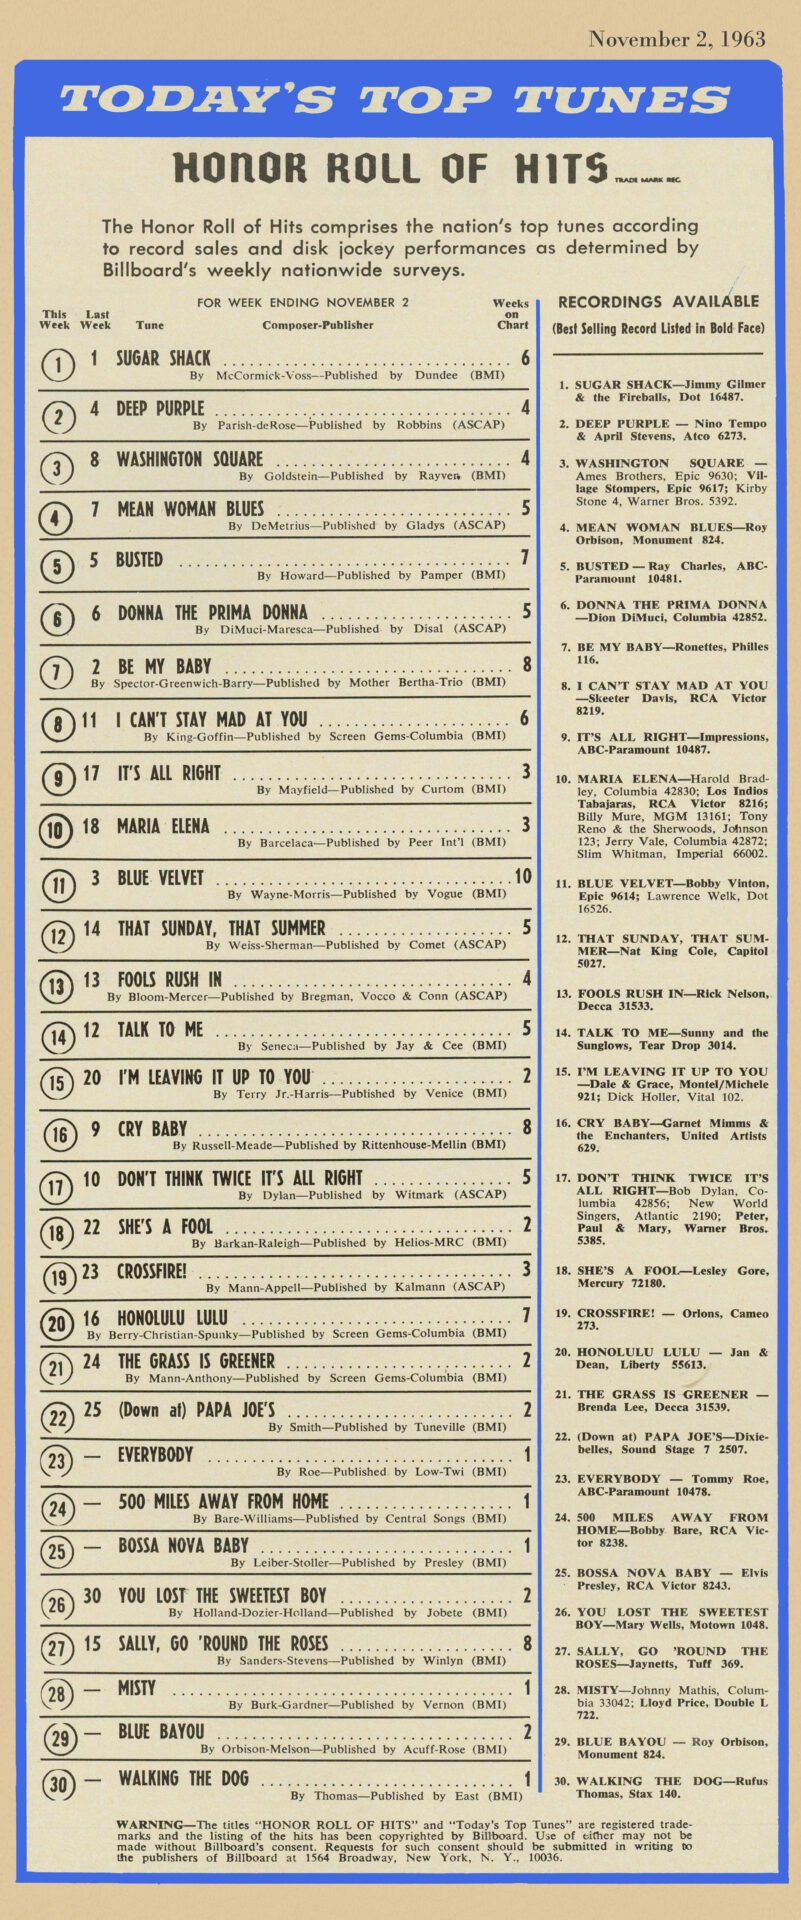 November 2, 1963
TODAY'S TOP TUNES
HONOR ROLL OF HITS TRADE MARK REG.
The Honor Roll of Hits comprises the nation's top tunes according
to record sales and disk jockey performances as determined by
Billboard's weekly nationwide surveys.
FOR WEEK ENDING NOVEMBER 2
This Week Last Week Tune Composer-Publisher Weeks on Chart
1 1 SUGAR SHACK 6
By McCormick-Voss—Published by Dundee (BMI)
2 4 DEEP PURPLE 4
By Parish-deRose—Published by Robbins (ASCAP)
3 8 WASHINGTON SQUARE 4
By Goldstein—Published by Rayven (BMI)
4 7 MEAN WOMAN BLUES 5
By DeMetrius—Published by Gladys (ASCAP)
5 5 BUSTED 7
By Howard—Published by Pamper (BMI)
6 6 DONNA THE PRIMA DONNA 5
By DiMuci-Maresca—Published by Disal (ASCAP)
7 2 BE MY BABY 8
By Spector-Greenwich-Barry—Published by Mother Bertha-Trio (BMI)
8 11 I CAN'T STAY MAD AT YOU 6
By King-Goffin—Published by Screen Gems-Columbia (BMI)
9 17 IT'S ALL RIGHT 3
By Mayfield—Published by Curtom (BMI)
10 18 MARIA ELENA 3
By Barcelaca—Published by Peer Int'l (BMI)
11 3 BLUE VELVET 10
By Wayne-Morris—Published by Vogue (BMI)
12 14 THAT SUNDAY, THAT SUMMER 5
By Weiss-Sherman—Published by Comet (ASCAP)
13 13 FOOLS RUSH IN 4
By Bloom-Mercer—Published by Bregman, Vocco & Conn (ASCAP)
14 12 TALK TO ME 5
By Seneca—Published by Jay & Cee (BMI)
15 20 I'M LEAVING IT UP TO YOU 2
By Terry Jr.-Harris—Published by Venice (BMI)
16 9 CRY BABY 8
By Russell-Meade—Published by Rittenhouse-Mellin (BMI)
17 10 DON'T THINK TWICE IT'S ALL RIGHT 5
By Dylan—Published by Witmark (ASCAP)
18 22 SHE'S A FOOL 2
By Barkan-Raleigh—Published by Helios-MRC (BMI)
19 23 CROSSFIRE! 3
By Mann-Appell—Published by Kalmann (ASCAP)
20 16 HONOLULU LULU 7
By Berry-Christian-Spunky—Published by Screen Gems-Columbia (BMI)
21 24 THE GRASS IS GREENER 2
By Mann-Anthony—Published by Screen Gems-Columbia (BMI)
22 25 (Down at) PAPA JOE'S 2
By Smith—Published by Tuneville (BMI)
23 — EVERYBODY 1
By Roe—Published by Low-Twi (BMI)
24 — 500 MILES AWAY FROM HOME 1
By Bare-Williams—Published by Central Songs (BMI)
25 — BOSSA NOVA BABY 1
By Leiber-Stoller—Published by Presley (BMI)
26 30 YOU LOST THE SWEETEST BOY 2
By Holland-Dozier-Holland—Published by Jobete (BMI)
27 15 SALLY, GO 'ROUND THE ROSES 8
By Sanders-Stevens—Published by Winlyn (BMI)
28 — MISTY 1
By Burk-Gardner—Published by Vernon (BMI)
29 — BLUE BAYOU 2
By Orbison-Melson—Published by Acuff-Rose (BMI)
30 — WALKING THE DOG 1
By Thomas—Published by East (BMI)
RECORDINGS AVAILABLE
(Best Selling Record Listed in Bold Face)
1. SUGAR SHACK—Jimmy Gilmer
& the Fireballs, Dot 16487.
2. DEEP PURPLE — Nino Tempo
& April Stevens, Atco 6273.
3. WASHINGTON SQUARE —
Ames Brothers, Epic 9630; Vil-
lage Stompers, Epic 9617; Kirby
Stone 4, Warner Bros. 5392.
4. MEAN WOMAN BLUES—Roy
Orbison, Monument 824.
5. BUSTED — Ray Charles, ABC-
Paramount 10481.
6. DONNA THE PRIMA DONNA
—Dion DiMuci, Columbia 42852.
7. BE MY BABY—Ronettes, Philles
116.
8. I CAN'T STAY MAD AT YOU
—Skeeter Davis, RCA Victor
8219.
9. IT'S ALL RIGHT—Impressions,
ABC-Paramount 10487.
10. MARIA ELENA—Harold Brad-
ley, Columbia 42830; Los Indios
Tabajaras, RCA Victor 8216;
Billy Mure, MGM 13161; Tony
Reno & the Sherwoods, Johnson
123; Jerry Vale, Columbia 42872;
Slim Whitman, Imperial 66002.
11. BLUE VELVET—Bobby Vinton,
Epic 9614; Lawrence Welk, Dot
16526.
12. THAT SUNDAY, THAT SUM-
MER—Nat King Cole, Capitol
5027.
13. FOOLS RUSH IN—Rick Nelson,
Decca 31533.
14. TALK TO ME—Sunny and the
Sunglows, Tear Drop 3014.
15. I'M LEAVING IT UP TO YOU
—Dale & Grace, Montel/Michele
921; Dick Holler, Vital 102.
16. CRY BABY—Garnet Mimms &
the Enchanters, United Artists
629.
17. DON'T THINK TWICE IT'S
ALL RIGHT—Bob Dylan, Co-
lumbia 42856; New World
Singers, Atlantic 2190; Peter,
Paul & Mary, Warner Bros.
5385.
18. SHE'S A FOOL—Lesley Gore,
Mercury 72180.
19. CROSSFIRE! — Orlons, Cameo
273.
20. HONOLULU LULU — Jan &
Dean, Liberty 55613.
21. THE GRASS IS GREENER —
Brenda Lee, Decca 31539.
22. (Down at) PAPA JOE'S—Dixie-
belles, Sound Stage 7 2507.
23. EVERYBODY — Tommy Roe,
ABC-Paramount 10478.
24. 500 MILES AWAY FROM
HOME—Bobby Bare, RCA Vic-
tor 8238.
25. BOSSA NOVA BABY — Elvis
Presley, RCA Victor 8243.
26. YOU LOST THE SWEETEST
BOY—Mary Wells, Motown 1048.
27. SALLY, GO 'ROUND THE
ROSES—Jaynetts, Tuff 369.
28. MISTY—Johnny Mathis, Colum-
bia 33042; Lloyd Price, Double L
722.
29. BLUE BAYOU — Roy Orbison,
Monument 824.
30. WALKING THE DOG—Rufus
Thomas, Stax 140.
WARNING—The titles "HONOR ROLL OF HITS" and "Today's Top Tunes" are registered trade-
marks and the listing of the hits has been copyrighted by Billboard. Use of either may not be
made without Billboard's consent. Requests for such consent should be submitted in writing to
the publishers of Billboard at 1564 Broadway, New York, N. Y., 10036.